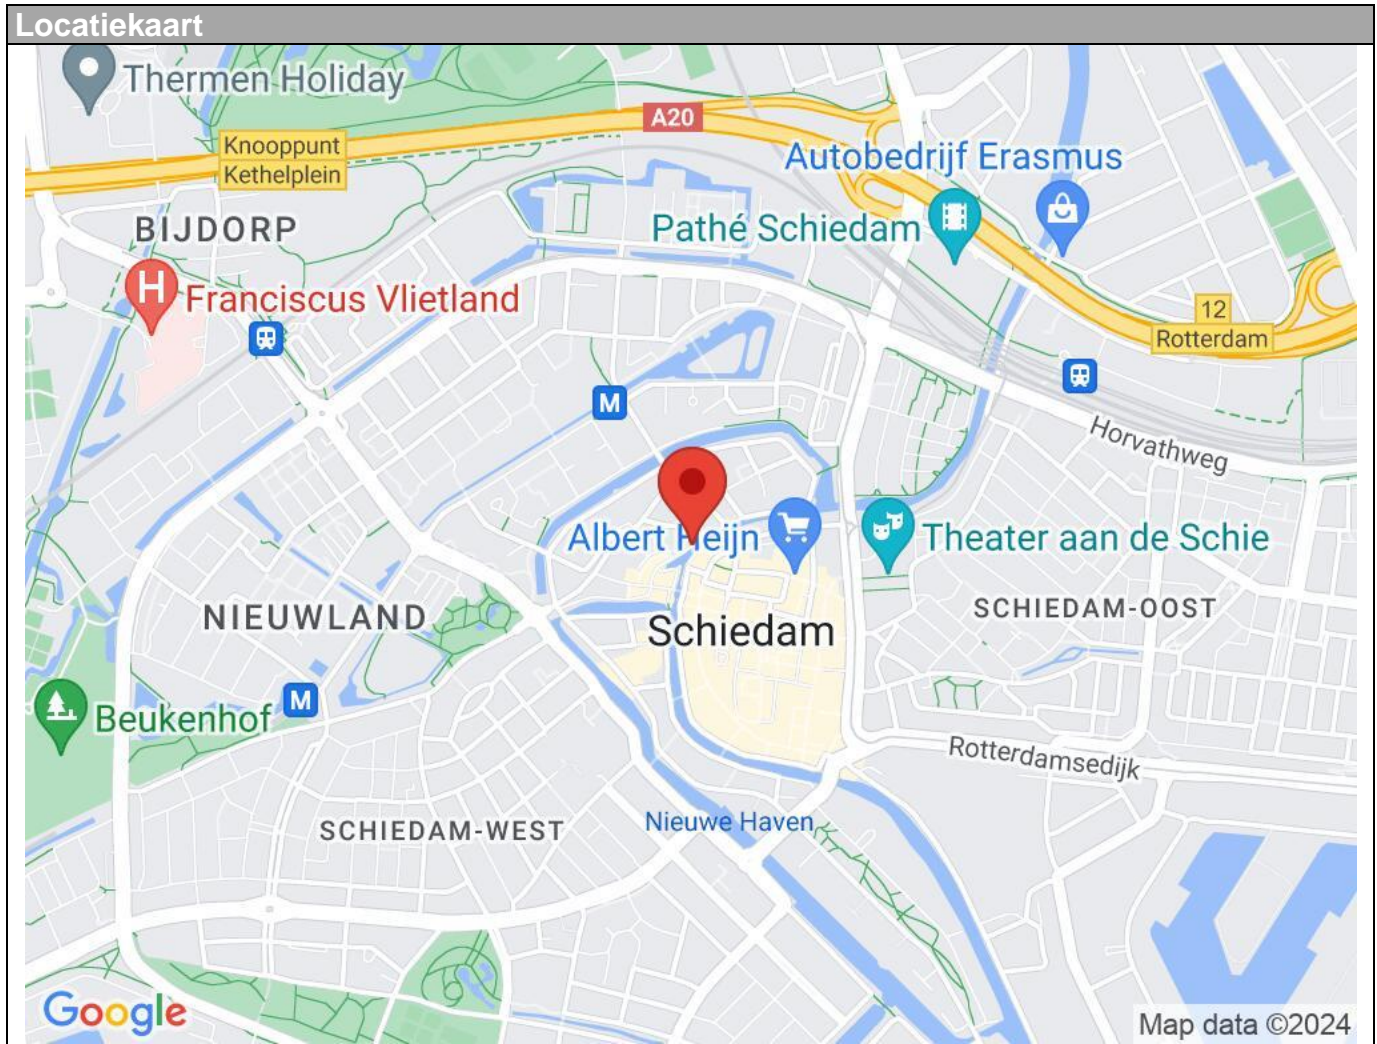 Locatiekaart
Thermen Holiday
A20
Knooppunt
Kethelplein
Autobedrijf Erasmus
BIJDORP
Pathé Schiedam
H
Franciscus Vlietland
12
Rotterdam
M
Horvathweg
Albert Heijn
Theater aan de Schie
NIEUWLAND
SCHIEDAM-OOST
Schiedam
M
Beukenhof
Rotterdamsedijk
SCHIEDAM-WEST
Nieuwe Haven
Google
Map data ©2024